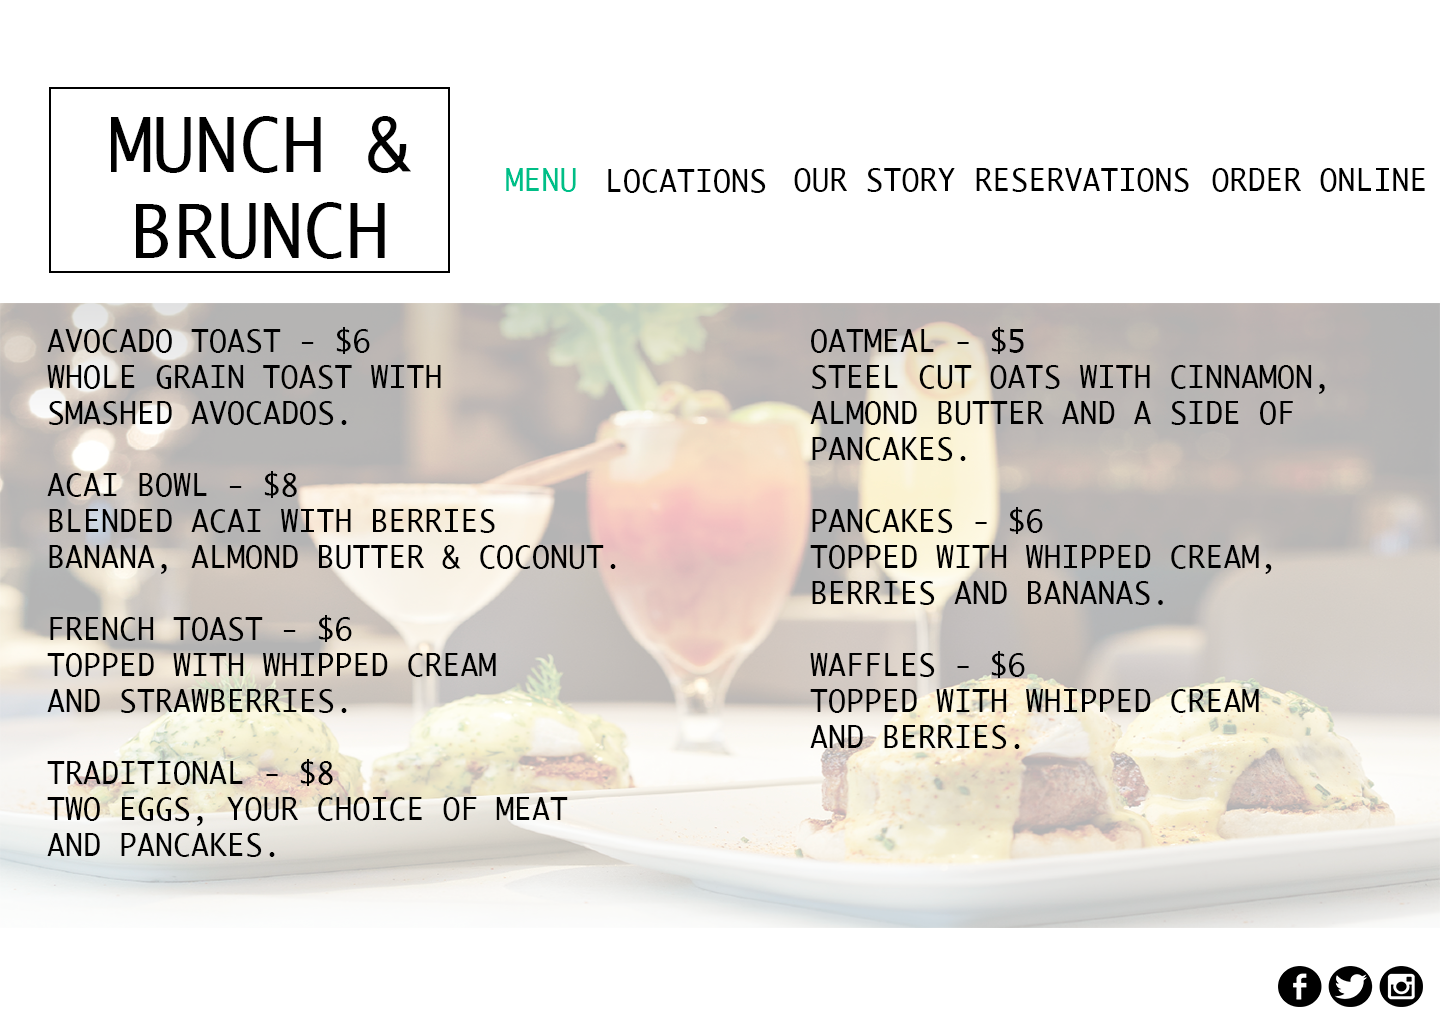 MUNCH &
BRUNCH
MENU LOCATIONS OUR STORY RESERVATIONS ORDER ONLINE
AVOCADO TOAST - $6
WHOLE GRAIN TOAST WITH
SMASHED AVOCADOS.
ACAI BOWL - $8
BLENDED ACAI WITH BERRIES
BANANA, ALMOND BUTTER & COCONUT.
FRENCH TOAST - $6
TOPPED WITH WHIPPED CREAM
AND STRAWBERRIES.
TRADITIONAL - $8
TWO EGGS, YOUR CHOICE OF MEAT
AND PANCAKES.
OATMEAL - $5
STEEL CUT OATS WITH CINNAMON,
ALMOND BUTTER AND A SIDE OF
PANCAKES.
PANCAKES - $6
TOPPED WITH WHIPPED CREAM,
BERRIES AND BANANAS.
WAFFLES - $6
TOPPED WITH WHIPPED CREAM
AND BERRIES.